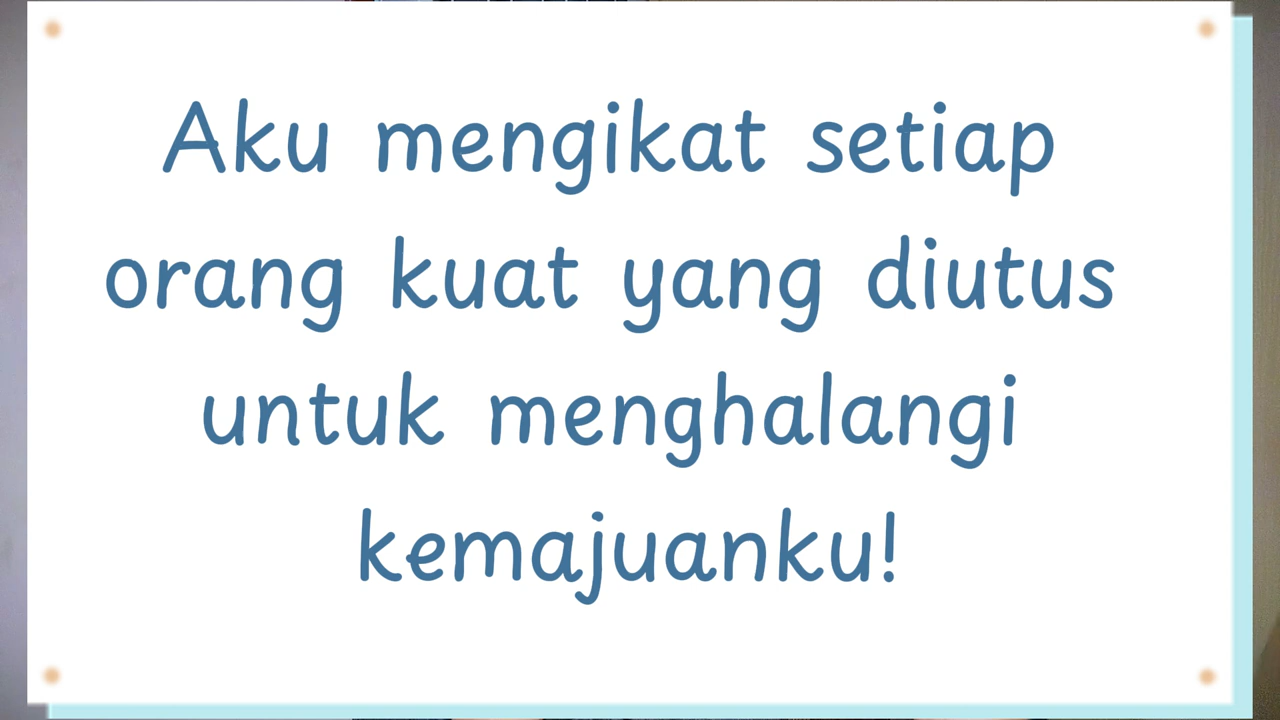 Aku mengikat setiap
orang kuat yang diutus
untuk menghalangi
kemajuanku!